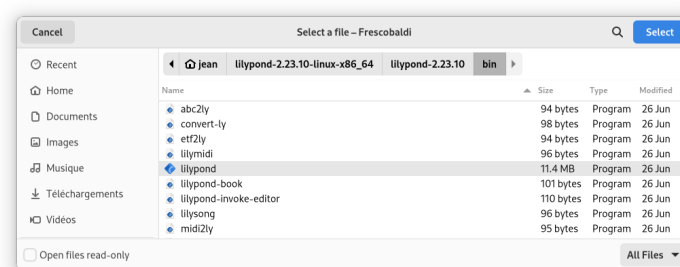 Cancel Select a file – Frescobaldi Select
Recent
Home
Documents
Images
Musique
Téléchargements
Vidéos
jean lilypond-2.23.10-linux-x86_64 lilypond-2.23.10 bin
Name Size Type Modified
abc2ly 94 bytes Program 26 Jun
convert-ly 98 bytes Program 26 Jun
etf2ly 94 bytes Program 26 Jun
lilymidi 96 bytes Program 26 Jun
lilypond 11.4 MB Program 26 Jun
lilypond-book 101 bytes Program 26 Jun
lilypond-invoke-editor 110 bytes Program 26 Jun
lilysong 96 bytes Program 26 Jun
midi2ly 95 bytes Program 26 Jun
Open files read-only All Files